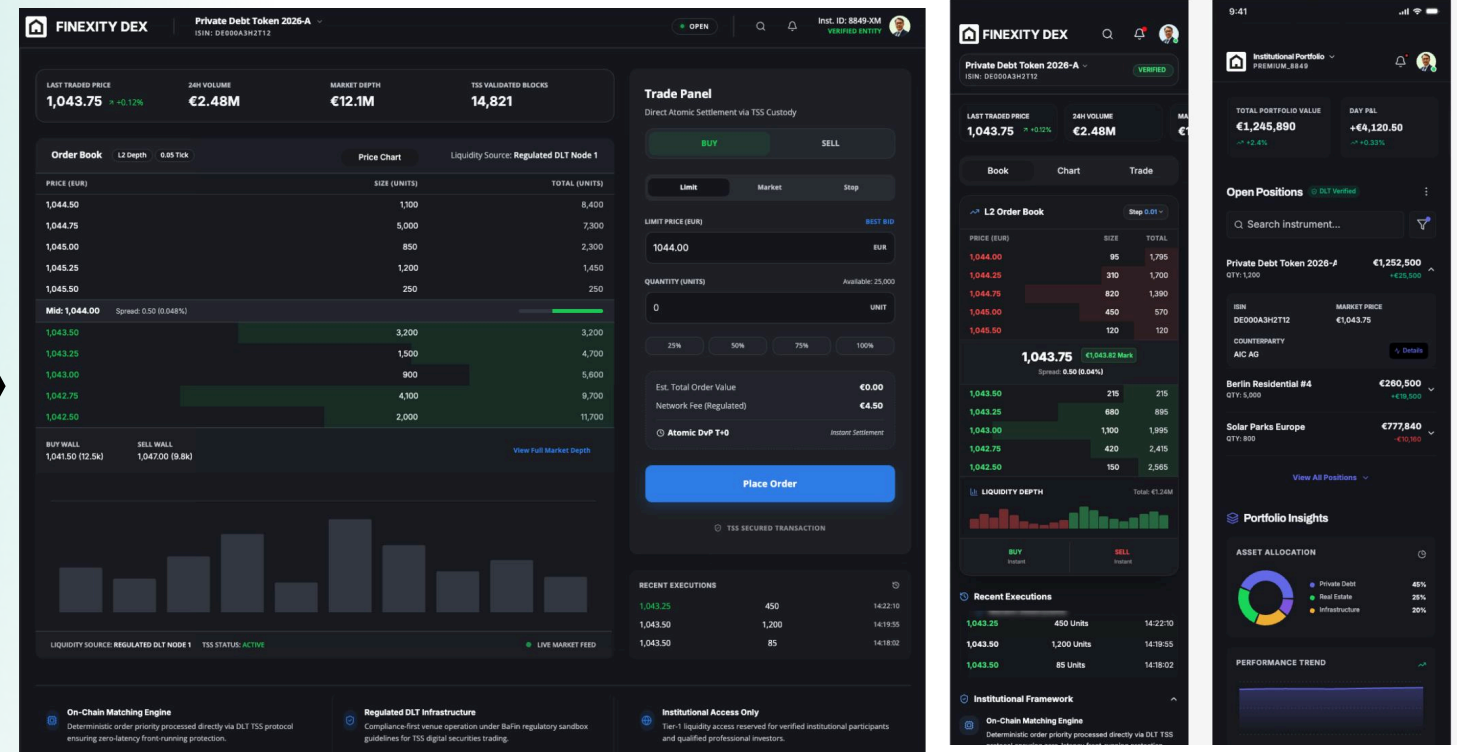 FINEXITY DEX
Private Debt Token 2026-A
ISIN: DE000A3H2T12
OPEN
Inst. ID: 8849-XM
VERIFIED ENTITY
LAST TRADED PRICE 24H VOLUME MARKET DEPTH TSS VALIDATED BLOCKS
1,043.75 +0.12% €2.48M €12.1M 14,821
Order Book L2 Depth 0.05 Tick Price Chart Liquidity Source: Regulated DLT Node 1
PRICE (EUR) SIZE (UNITS) TOTAL (UNITS)
1,044.50 1,100 8,400
1,044.75 5,000 7,300
1,045.00 850 2,300
1,045.25 1,200 1,450
1,045.50 250 250
Mid: 1,044.00 Spread: 0.50 (0.048%)
1,043.50 3,200 3,200
1,043.25 1,500 4,700
1,043.00 900 5,600
1,042.75 4,100 9,700
1,042.50 2,000 11,700
BUY WALL SELL WALL
1,041.50 (12.5k) 1,047.00 (9.8k) View Full Market Depth
LIQUIDITY SOURCE: REGULATED DLT NODE 1 TSS STATUS: ACTIVE LIVE MARKET FEED
Trade Panel
Direct Atomic Settlement via TSS Custody
BUY SELL
Limit Market Stop
LIMIT PRICE (EUR) BEST BID
1044.00 EUR
QUANTITY (UNITS) Available: 25,000
0 UNIT
25% 50% 75% 100%
Est. Total Order Value €0.00
Network Fee (Regulated) €4.50
Atomic DvP T+0 Instant Settlement
Place Order
TSS SECURED TRANSACTION
RECENT EXECUTIONS
1,043.25 450 14:22:10
1,043.50 1,200 14:19:55
1,043.50 85 14:18:02
On-Chain Matching Engine
Deterministic order priority processed directly via DLT TSS protocol
ensuring zero-latency front-running protection.
Regulated DLT Infrastructure
Compliance-first venue operation under BaFin regulatory sandbox
guidelines for TSS digital securities trading.
Institutional Access Only
Tier-1 liquidity access reserved for verified institutional participants
and qualified professional investors.
FINEXITY DEX
Private Debt Token 2026-A
ISIN: DE000A3H2T12
VERIFIED
LAST TRADED PRICE 24H VOLUME MA
1,043.75 +0.12% €2.48M €1
Book Chart Trade
L2 Order Book Step 0.01
PRICE (EUR) SIZE TOTAL
1,044.00 95 1,795
1,044.25 310 1,700
1,044.75 820 1,390
1,045.00 450 570
1,045.50 120 120
1,043.75 €1,043.82 Mark
Spread: 0.50 (0.04%)
1,043.50 215 215
1,043.25 680 895
1,043.00 1,100 1,995
1,042.75 420 2,415
1,042.50 150 2,565
LIQUIDITY DEPTH Total: €1.24M
BUY SELL
Instant Instant
Recent Executions
1,043.25 450 Units 14:22:10
1,043.50 1,200 Units 14:19:55
1,043.50 85 Units 14:18:02
Institutional Framework
On-Chain Matching Engine
Deterministic order priority processed directly via DLT TSS
9:41
Institutional Portfolio
PREMIUM_8849
TOTAL PORTFOLIO VALUE DAY P&L
€1,245,890 +€4,120.50
+2.4% +0.33%
Open Positions DLT Verified
Search instrument...
Private Debt Token 2026-A €1,252,500
QTY: 1,200 +€25,500
ISIN MARKET PRICE
DE000A3H2T12 €1,043.75
COUNTERPARTY
AIC AG Details
Berlin Residential #4 €260,500
QTY: 5,000 +€18,500
Solar Parks Europe €777,840
QTY: 800 -€10,160
View All Positions
Portfolio Insights
ASSET ALLOCATION
Private Debt 45%
Real Estate 25%
Infrastructure 20%
PERFORMANCE TREND